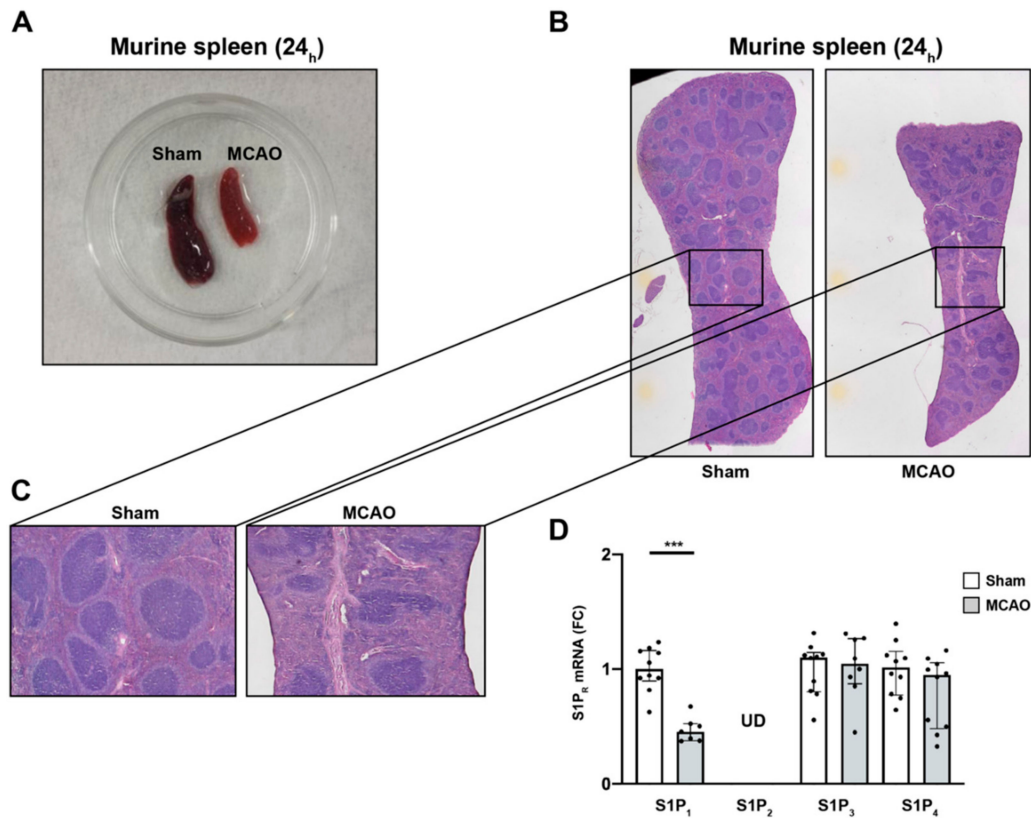 A
Murine spleen (24h)
Sham
MCAO
B
Murine spleen (24h)
Sham
MCAO
C
Sham
MCAO
D
***
Sham
MCAO
S1PR mRNA (FC)
2
1
0
UD
S1P1
S1P2
S1P3
S1P4